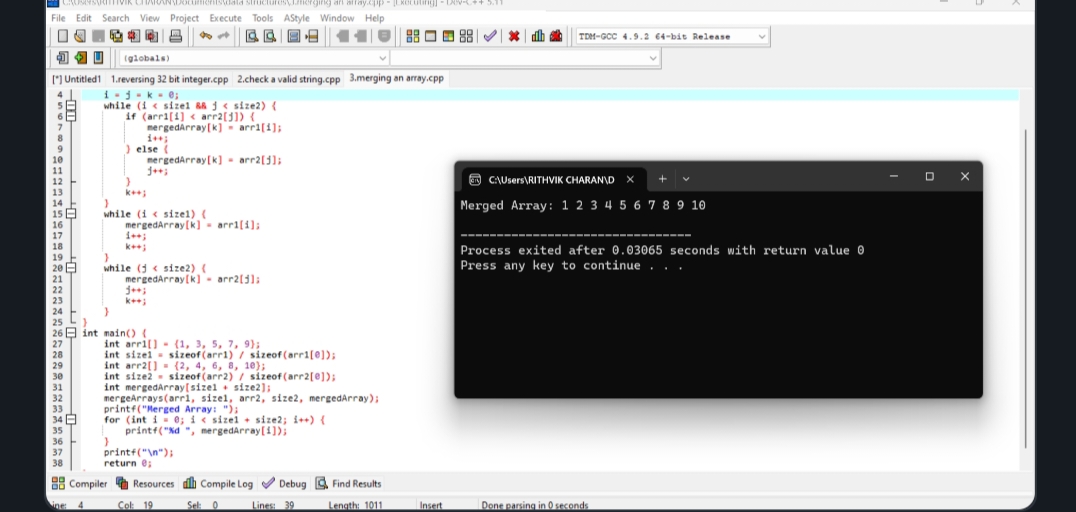 C:\Users\RITHVIK CHARAN\Documents\data structures\3.merging an array.cpp - [Executing] - Dev-C++ 5.11
File Edit Search View Project Execute Tools AStyle Window Help
TDM-GCC 4.9.2 64-bit Release
(globals)
[*] Untitled1 1.reversing 32 bit integer.cpp 2.check a valid string.cpp 3.merging an array.cpp
4 i = j = k = 0;
5 while (i < size1 && j < size2) {
6 if (arr1[i] < arr2[j]) {
7 mergedArray[k] = arr1[i];
8 i++;
9 } else {
10 mergedArray[k] = arr2[j];
11 j++;
12 }
13 k++;
14 }
15 while (i < size1) {
16 mergedArray[k] = arr1[i];
17 i++;
18 k++;
19 }
20 while (j < size2) {
21 mergedArray[k] = arr2[j];
22 j++;
23 k++;
24 }
25 }
26 int main() {
27 int arr1[] = {1, 3, 5, 7, 9};
28 int size1 = sizeof(arr1) / sizeof(arr1[0]);
29 int arr2[] = {2, 4, 6, 8, 10};
30 int size2 = sizeof(arr2) / sizeof(arr2[0]);
31 int mergedArray[size1 + size2];
32 mergeArrays(arr1, size1, arr2, size2, mergedArray);
33 printf("Merged Array: ");
34 for (int i = 0; i < size1 + size2; i++) {
35 printf("%d ", mergedArray[i]);
36 }
37 printf("\n");
38 return 0;
C:\Users\RITHVIK CHARAN\D
Merged Array: 1 2 3 4 5 6 7 8 9 10
--------------------------------
Process exited after 0.03065 seconds with return value 0
Press any key to continue . . .
Compiler Resources Compile Log Debug Find Results
Line: 4 Col: 19 Sel: 0 Lines: 39 Length: 1011 Insert Done parsing in 0 seconds